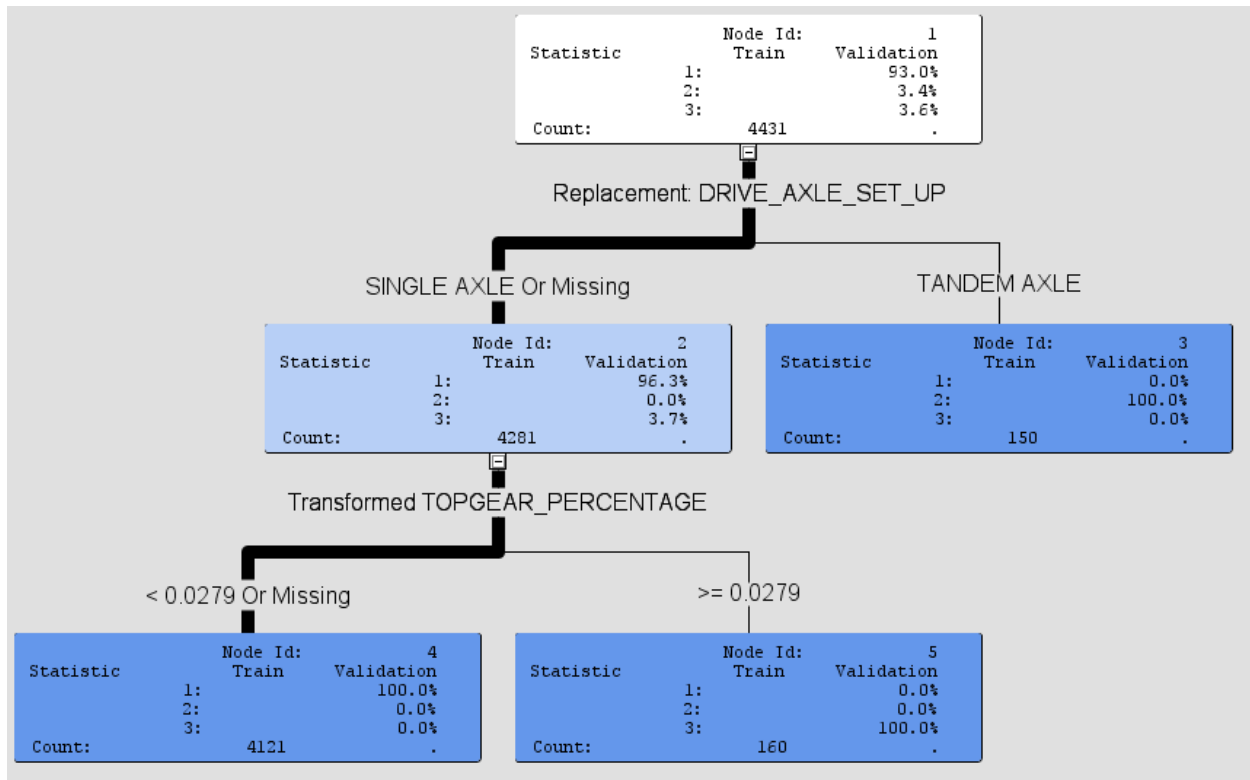 Node Id: 1
Statistic Train Validation
1: 93.0%
2: 3.4%
3: 3.6%
Count: 4431 .
Replacement: DRIVE_AXLE_SET_UP
SINGLE AXLE Or Missing
TANDEM AXLE
Node Id: 2
Statistic Train Validation
1: 96.3%
2: 0.0%
3: 3.7%
Count: 4281 .
Node Id: 3
Statistic Train Validation
1: 0.0%
2: 100.0%
3: 0.0%
Count: 150 .
Transformed TOPGEAR_PERCENTAGE
< 0.0279 Or Missing
>= 0.0279
Node Id: 4
Statistic Train Validation
1: 100.0%
2: 0.0%
3: 0.0%
Count: 4121 .
Node Id: 5
Statistic Train Validation
1: 0.0%
2: 0.0%
3: 100.0%
Count: 160 .